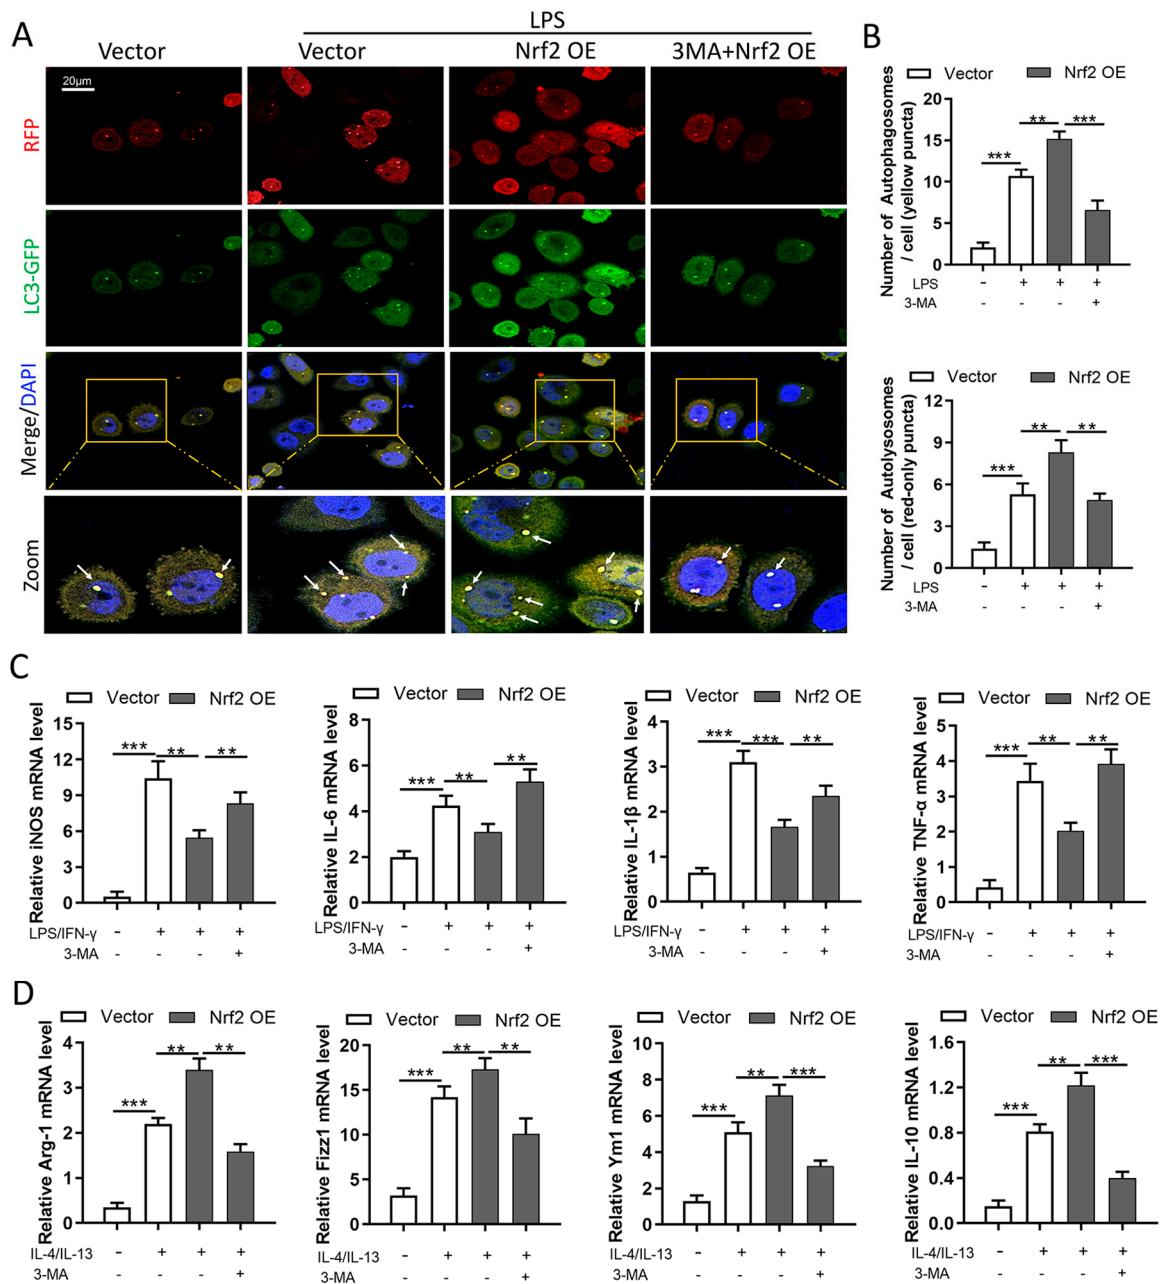 A
LPS
Vector
Vector
Nrf2 OE
3MA+Nrf2 OE
20μm
RFP
LC3-GFP
Merge/DAPI
Zoom
B
Vector
Nrf2 OE
Number of Autophagosomes
/ cell (yellow puncta)
20
15
10
5
0
***
**
***
LPS - + + +
3-MA - - - +
Vector
Nrf2 OE
Number of Autolysosomes
/ cell (red-only puncta)
12
9
6
3
0
***
**
**
LPS - + + +
3-MA - - - +
C
Vector
Nrf2 OE
Relative iNOS mRNA level
15
12
9
6
3
0
***
**
**
LPS/IFN-γ - + + +
3-MA - - - +
Vector
Nrf2 OE
Relative IL-6 mRNA level
8
6
4
2
0
***
**
**
LPS/IFN-γ - + + +
3-MA - - - +
Vector
Nrf2 OE
Relative IL-1β mRNA level
4
3
2
1
0
***
***
**
LPS/IFN-γ - + + +
3-MA - - - +
Vector
Nrf2 OE
Relative TNF-α mRNA level
5
4
3
2
1
0
***
**
**
LPS/IFN-γ - + + +
3-MA - - - +
D
Vector
Nrf2 OE
Relative Arg-1 mRNA level
4
3
2
1
0
***
**
**
IL-4/IL-13 - + + +
3-MA - - - +
Vector
Nrf2 OE
Relative Fizz1 mRNA level
20
15
10
5
0
***
**
**
IL-4/IL-13 - + + +
3-MA - - - +
Vector
Nrf2 OE
Relative Ym1 mRNA level
10
8
6
4
2
0
***
**
***
IL-4/IL-13 - + + +
3-MA - - - +
Vector
Nrf2 OE
Relative IL-10 mRNA level
1.6
1.2
0.8
0.4
0.0
***
**
***
IL-4/IL-13 - + + +
3-MA - - - +